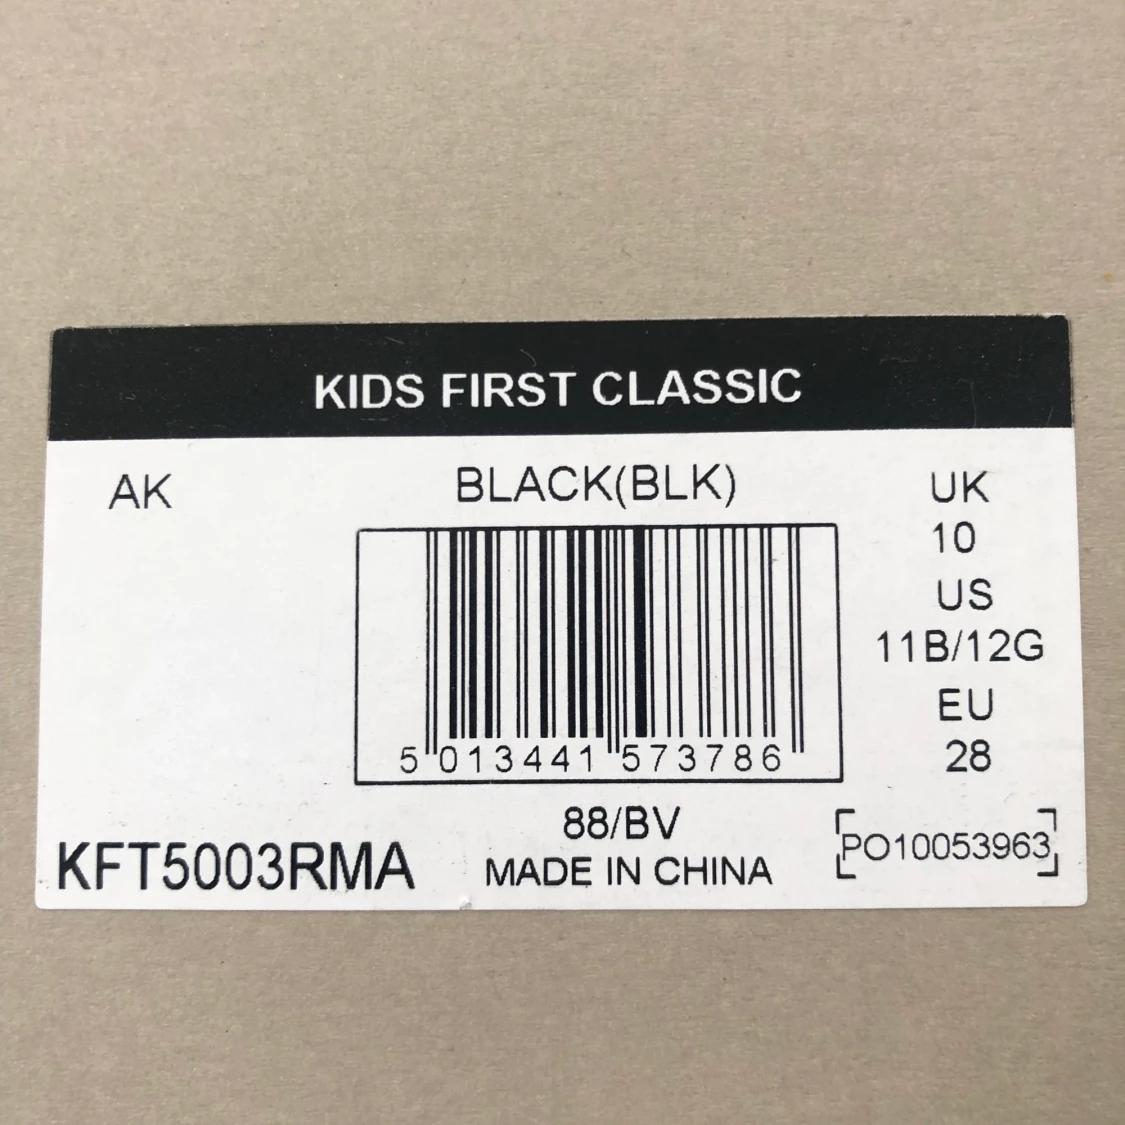 KIDS FIRST CLASSIC
AK
BLACK(BLK)
UK
10
US
11B/12G
EU
28
5 013441 573786
88/BV
MADE IN CHINA
KFT5003RMA
PO10053963